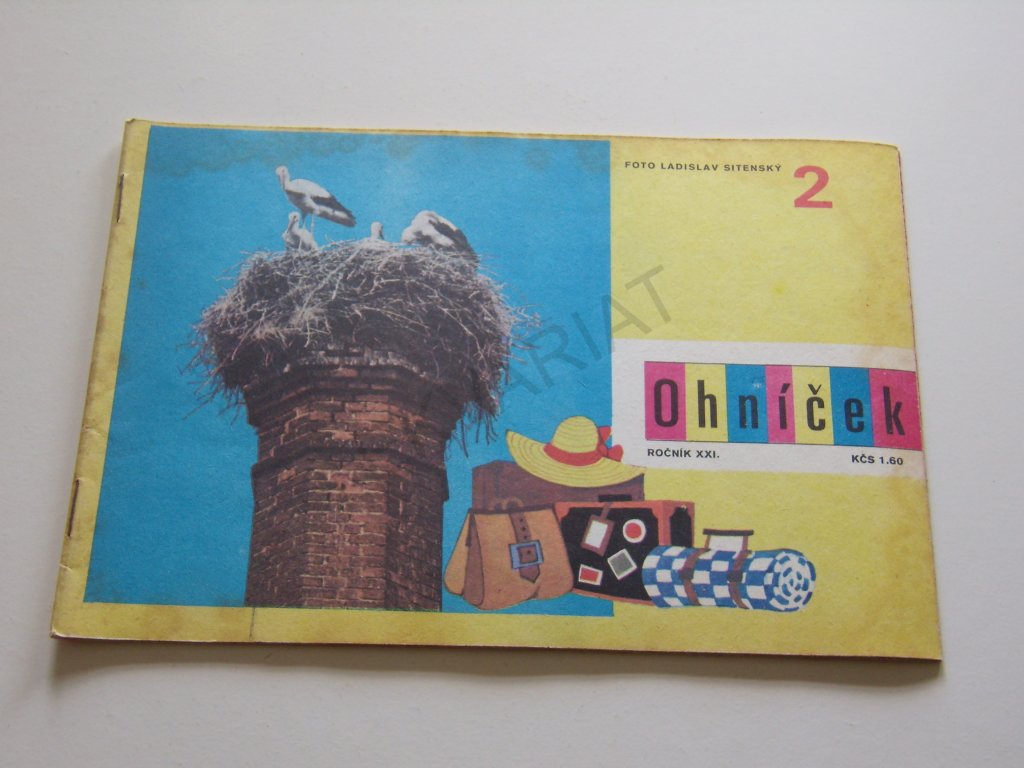 FOTO LADISLAV SITENSKÝ
2
Ohníček
ROČNÍK XXI.
KČS 1.60